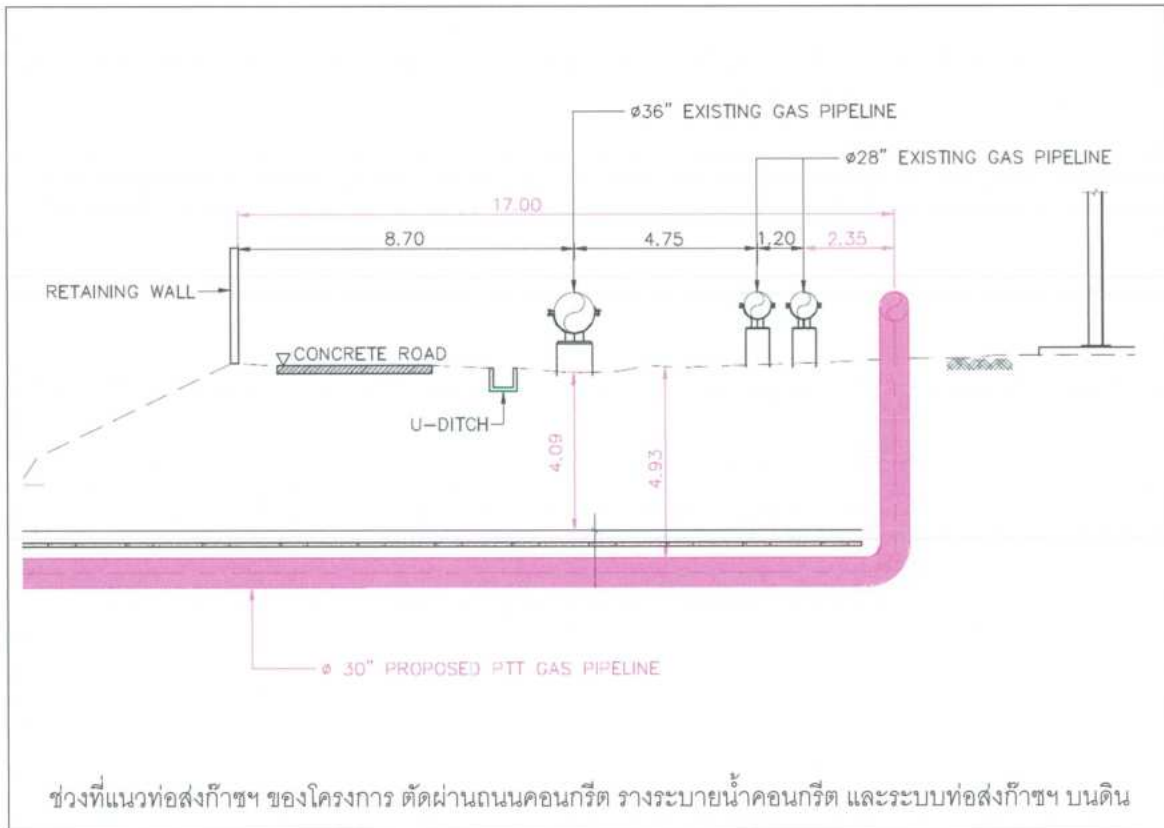 ø36" EXISTING GAS PIPELINE
ø28" EXISTING GAS PIPELINE
17.00
8.70
4.75
1.20
2.35
RETAINING WALL
CONCRETE ROAD
U-DITCH
4.09
4.93
ø 30" PROPOSED PTT GAS PIPELINE
ช่วงที่แนวท่อส่งก๊าซฯ ของโครงการ ตัดผ่านถนนคอนกรีต รางระบายน้ำคอนกรีต และระบบท่อส่งก๊าซฯ บนดิน